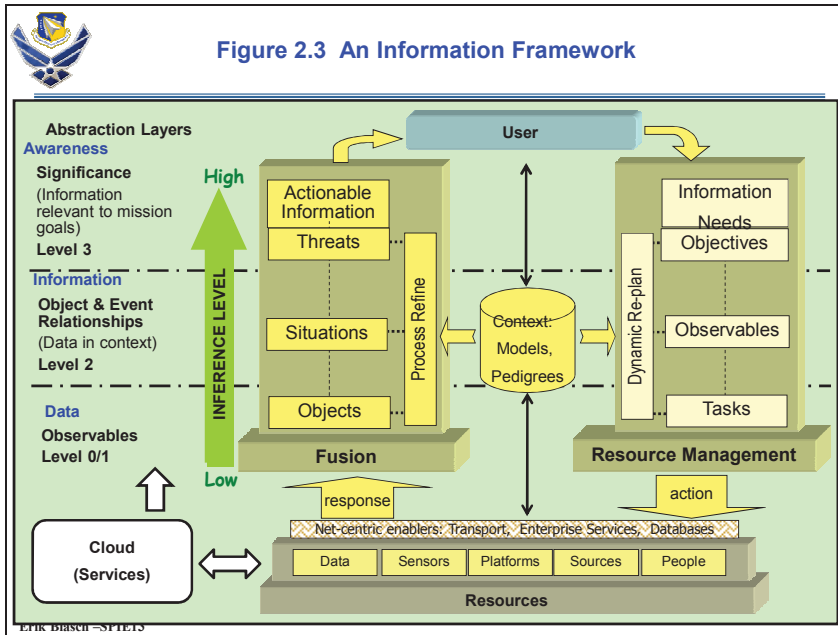 Figure 2.3 An Information Framework
Abstraction Layers
Awareness
Significance
(Information
relevant to mission
goals)
Level 3
Information
Object & Event
Relationships
(Data in context)
Level 2
Data
Observables
Level 0/1
High
INFERENCE LEVEL
Low
User
Actionable
Information
Threats
Situations
Objects
Process Refine
Fusion
Context:
Models,
Pedigrees
Information
Needs
Objectives
Observables
Tasks
Dynamic Re-plan
Resource Management
response
action
Net-centric enablers: Transport, Enterprise Services, Databases
Data
Sensors
Platforms
Sources
People
Resources
Cloud
(Services)
Erik Blasch –SPIE15